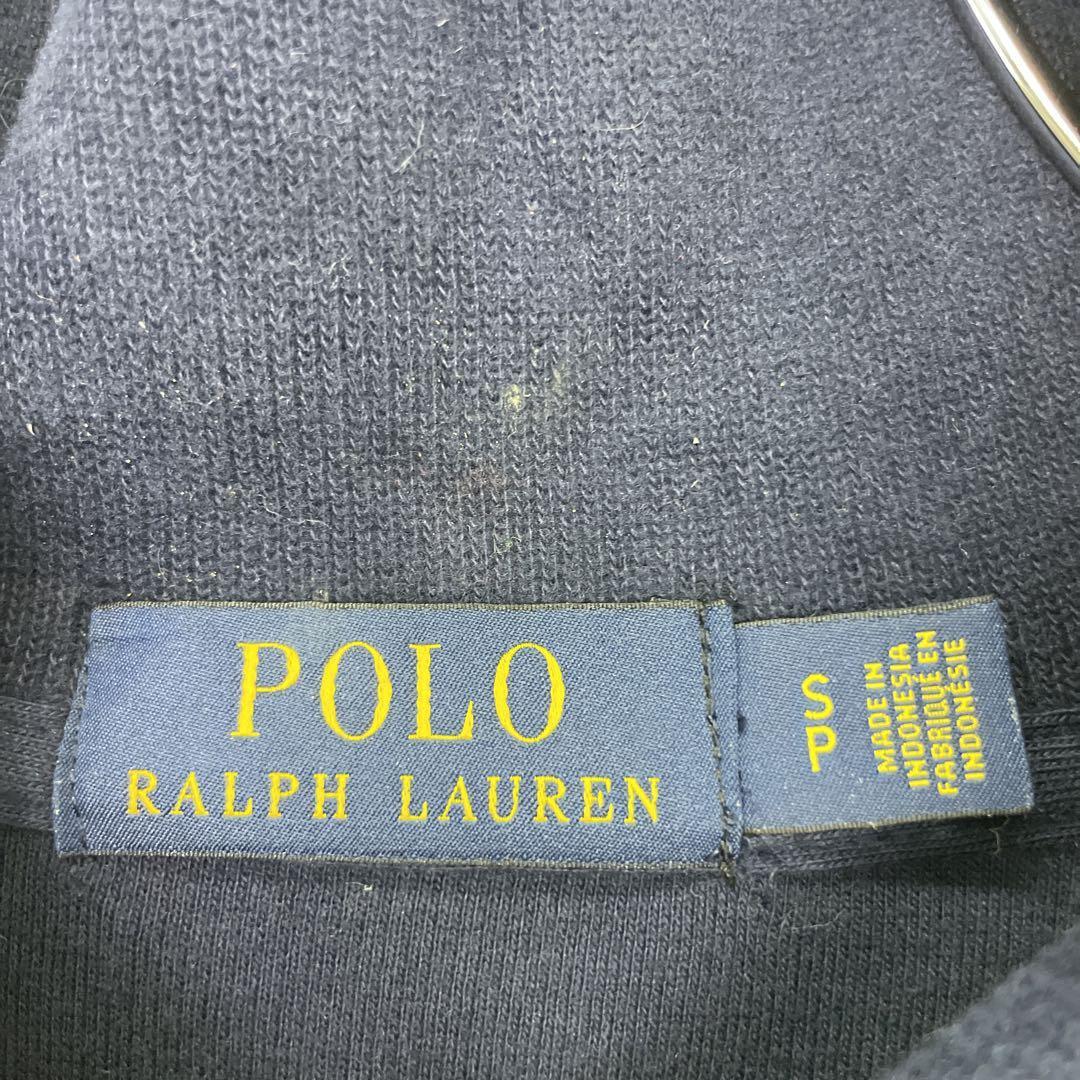 POLO
RALPH LAUREN
S
P
MADE IN
INDONESIA
FABRIQUÉ EN
INDONÉSIE